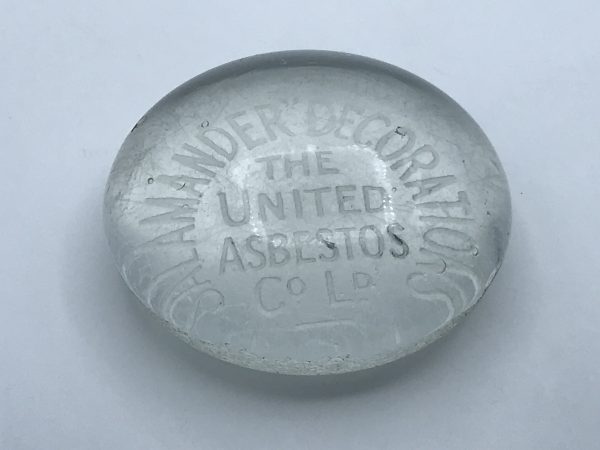 "SALAMANDER" DECORATIONS
THE
UNITED
ASBESTOS
Co LD